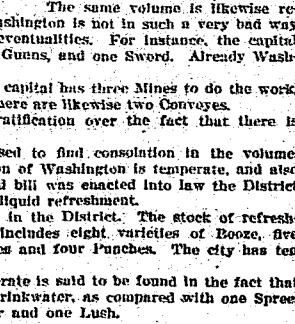 The same volume is likewise re-
ashington is not in such a very bad way
eventualities. For instance, the capital
Guens, and one Sword. Already Wash-
capital has three Mines to do the work
here are likewise two Conveyes.
ratification over the fact that there is
sed to find consolation in the volume
on of Washington is temperate, and also
d bill was enacted into law the District
liquid refreshment.
in the District. The stock of refresh-
includes eight varieties of Booze, five
es and four Punches. The city has ten
rate is said to be found in the fact that
rinkwater, as compared with one Spree
r and one Lush.